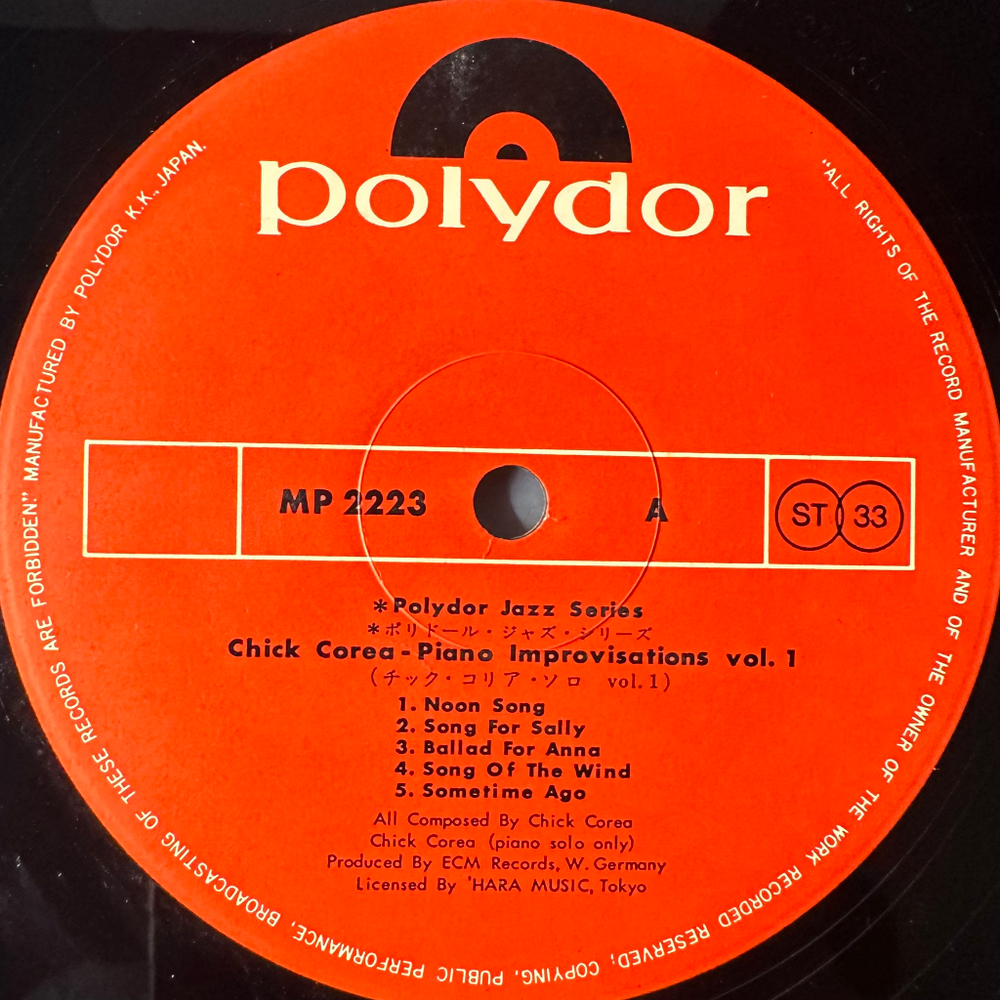 polydor
"ALL RIGHTS OF THE RECORD MANUFACTURER AND OF THE OWNER OF THE WORK RECORDED RESERVED; COPYING, PUBLIC PERFORMANCE, BROADCASTING OF THESE RECORDS ARE FORBIDDEN." MANUFACTURED BY POLYDOR K.K., JAPAN.
MP 2223 A ST 33
*Polydor Jazz Series
*ポリドール・ジャズ・シリーズ
Chick Corea-Piano Improvisations vol. 1
(チック・コリア・ソロ vol.1)
1. Noon Song
2. Song For Sally
3. Ballad For Anna
4. Song Of The Wind
5. Sometime Ago
All Composed By Chick Corea
Chick Corea (piano solo only)
Produced By ECM Records, W. Germany
Licensed By 'HARA MUSIC, Tokyo